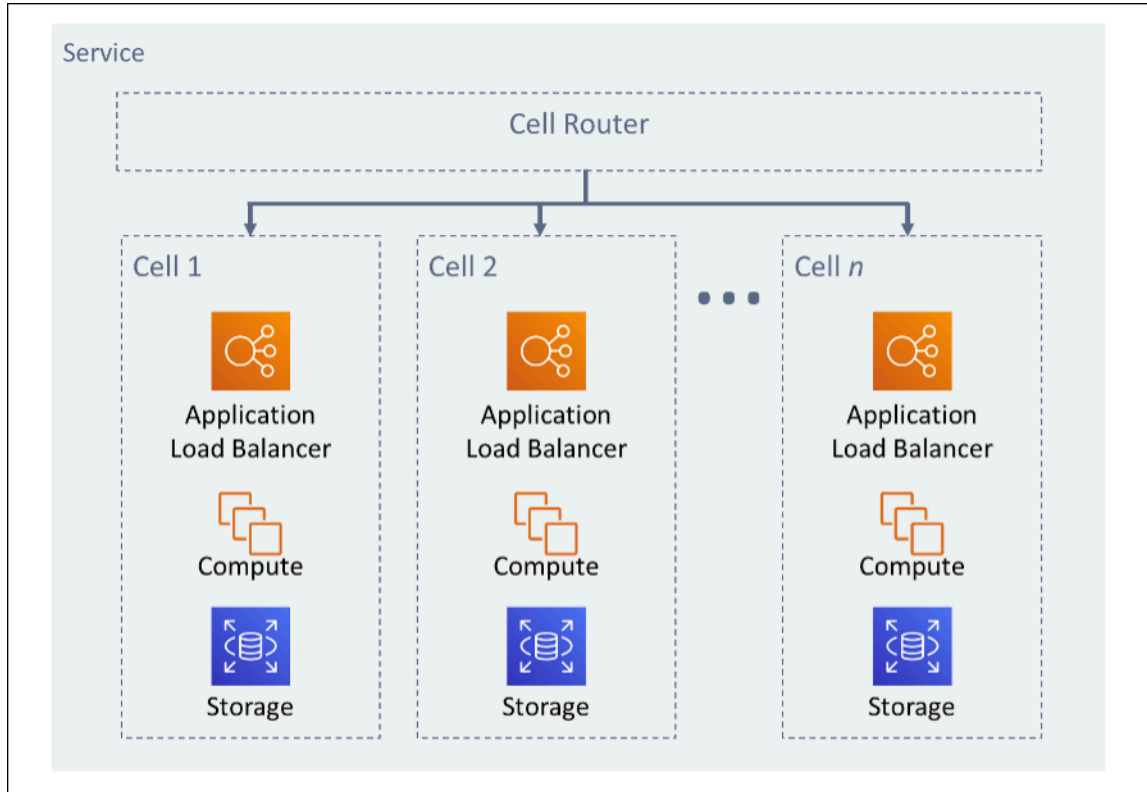 Service
Cell Router
Cell 1
Cell 2
Cell n
Application
Load Balancer
Compute
Storage
Application
Load Balancer
Compute
Storage
Application
Load Balancer
Compute
Storage